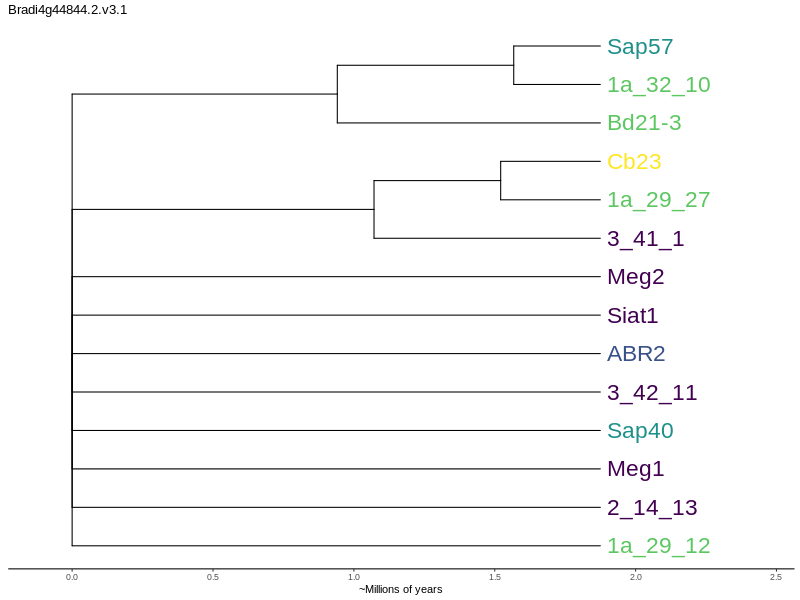 Bradi4g44844.2.v3.1
Sap57
1a_32_10
Bd21-3
Cb23
1a_29_27
3_41_1
Meg2
Siat1
ABR2
3_42_11
Sap40
Meg1
2_14_13
1a_29_12
0.0 0.5 1.0 1.5 2.0 2.5
~Millions of years